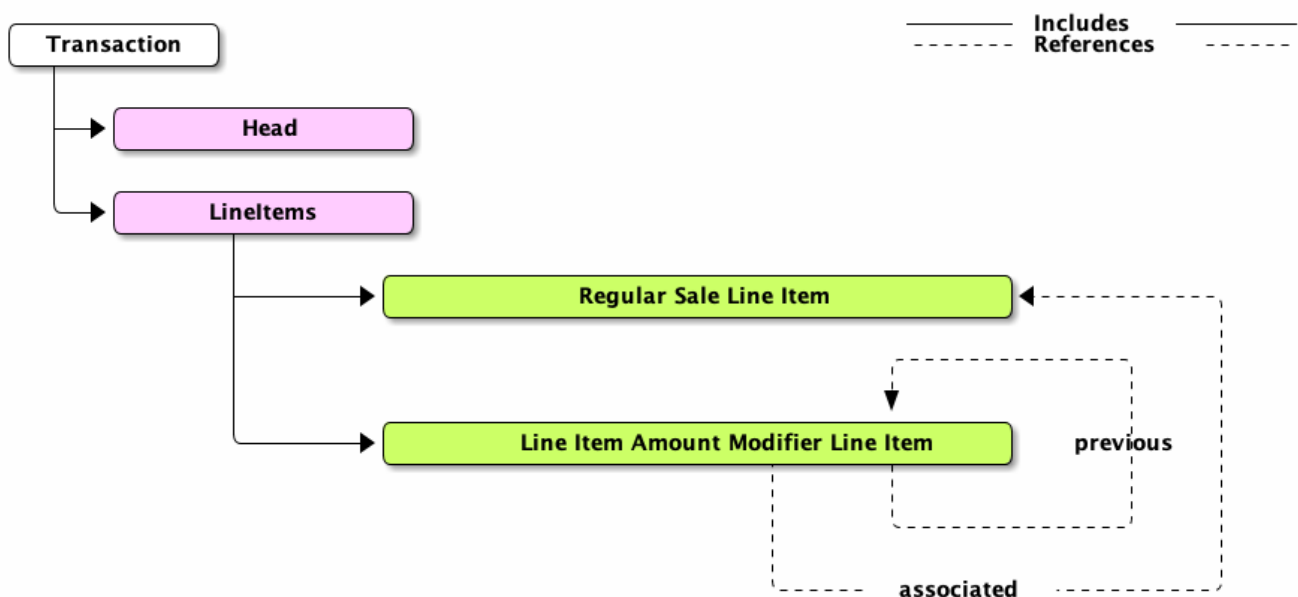 Includes
References
Transaction
Head
LineItems
Regular Sale Line Item
Line Item Amount Modifier Line Item
previous
associated